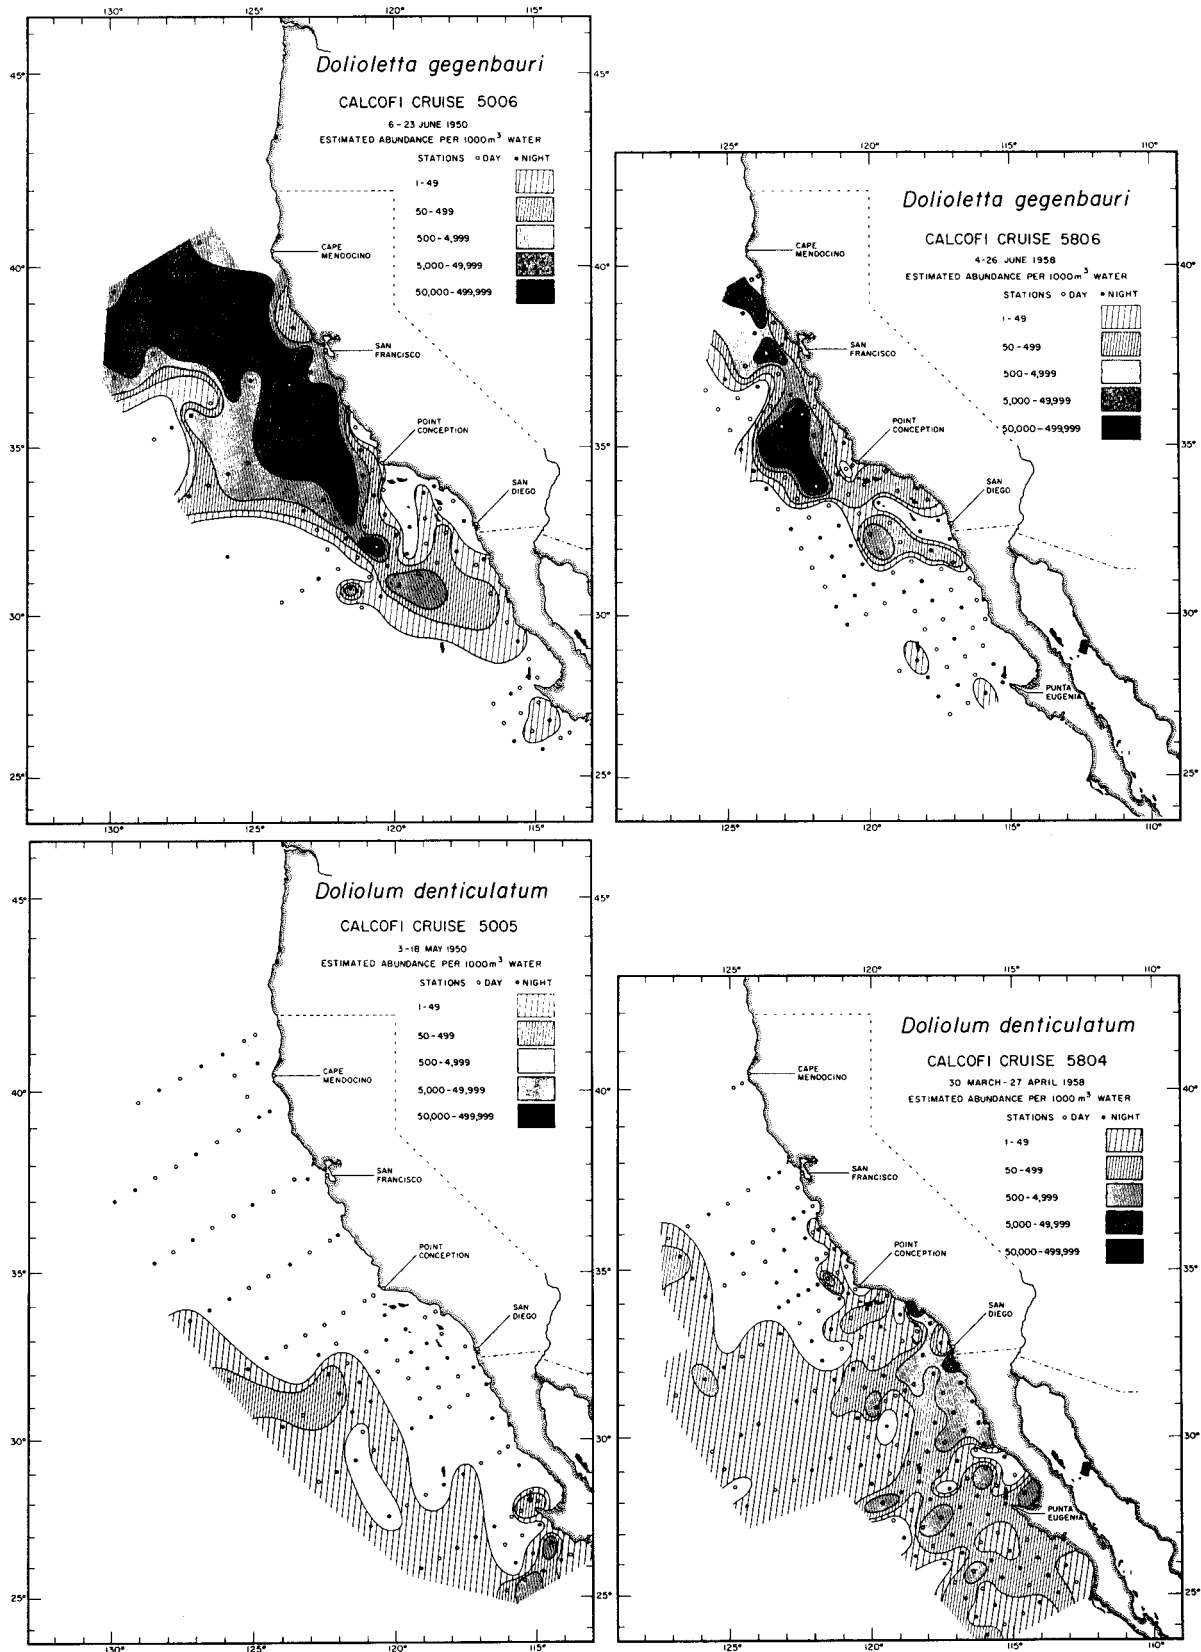 130° 125° 120° 115°
Dolioletta gegenbauri
CALCOFI CRUISE 5006
6-23 JUNE 1950
ESTIMATED ABUNDANCE PER 1000m³ WATER
STATIONS ○ DAY • NIGHT
1-49
50-499
500-4,999
5,000-49,999
50,000-499,999
45°
40°
35°
30°
25°
CAPE MENDOCINO
SAN FRANCISCO
POINT CONCEPTION
SAN DIEGO
130° 125° 120° 115°
125° 120° 115° 110°
Dolioletta gegenbauri
CALCOFI CRUISE 5806
4-26 JUNE 1958
ESTIMATED ABUNDANCE PER 1000m³ WATER
STATIONS ○ DAY • NIGHT
1-49
50-499
500-4,999
5,000-49,999
50,000-499,999
40°
35°
30°
25°
CAPE MENDOCINO
SAN FRANCISCO
POINT CONCEPTION
SAN DIEGO
PUNTA EUGENIA
125° 120° 115° 110°
Doliolum denticulatum
CALCOFI CRUISE 5005
3-18 MAY 1950
ESTIMATED ABUNDANCE PER 1000m³ WATER
STATIONS ○ DAY • NIGHT
1-49
50-499
500-4,999
5,000-49,999
50,000-499,999
45°
40°
35°
30°
25°
CAPE MENDOCINO
SAN FRANCISCO
POINT CONCEPTION
SAN DIEGO
130° 125° 120° 115°
125° 120° 115° 110°
Doliolum denticulatum
CALCOFI CRUISE 5804
30 MARCH-27 APRIL 1958
ESTIMATED ABUNDANCE PER 1000 m³ WATER
STATIONS ○ DAY • NIGHT
1-49
50-499
500-4,999
5,000-49,999
50,000-499,999
40°
35°
30°
25°
CAPE MENDOCINO
SAN FRANCISCO
POINT CONCEPTION
SAN DIEGO
PUNTA EUGENIA
125° 120° 115° 110°